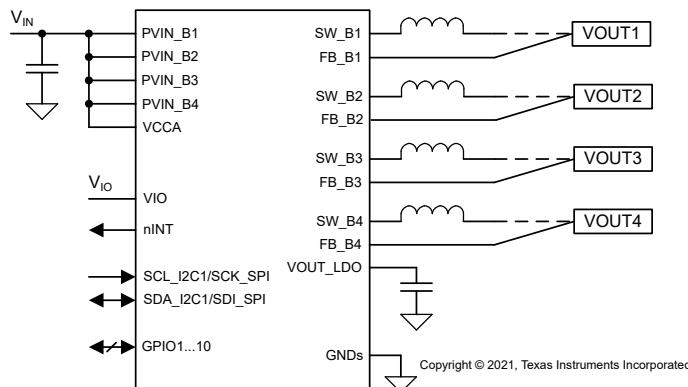 VIN
PVIN_B1
PVIN_B2
PVIN_B3
PVIN_B4
VCCA
VIO
VIO
nINT
SCL_I2C1/SCK_SPI
SDA_I2C1/SDI_SPI
GPIO1...10
SW_B1
FB_B1
VOUT1
SW_B2
FB_B2
VOUT2
SW_B3
FB_B3
VOUT3
SW_B4
FB_B4
VOUT4
VOUT_LDO
GNDs
Copyright © 2021, Texas Instruments Incorporated